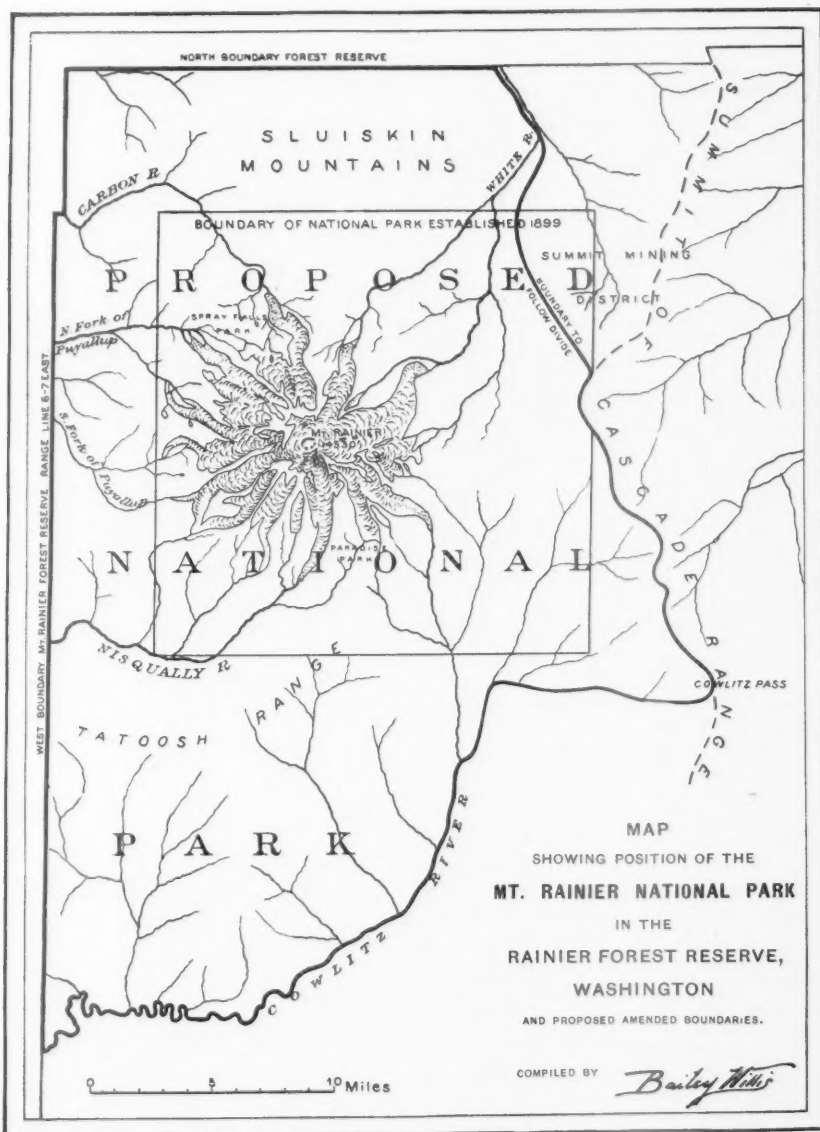 NORTH BOUNDARY FOREST RESERVE
SLUISKIN
MOUNTAINS
CARBON R
WHITE R.
SUMMIT OF
BOUNDARY OF NATIONAL PARK ESTABLISHED 1899
PROPOSED
SUMMIT MINING
DISTRICT
BOUNDARY TO
FOLLOW DIVIDE
SPRAY FALLS
PARK
N Fork of
Puyallup
WEST BOUNDARY MT. RAINIER FOREST RESERVE RANGE LINE 6-7 EAST
S. Fork of Puyallup
MT. RAINIER
CASCADE RANGE
PARADISE
PARK
NATIONAL
NISQUALLY R
COWLITZ PASS
TATOOSH RANGE
PARK
COWLITZ RIVER
MAP
SHOWING POSITION OF THE
MT. RAINIER NATIONAL PARK
IN THE
RAINIER FOREST RESERVE,
WASHINGTON
AND PROPOSED AMENDED BOUNDARIES.
COMPILED BY Bailey Willis
0 5 10 Miles